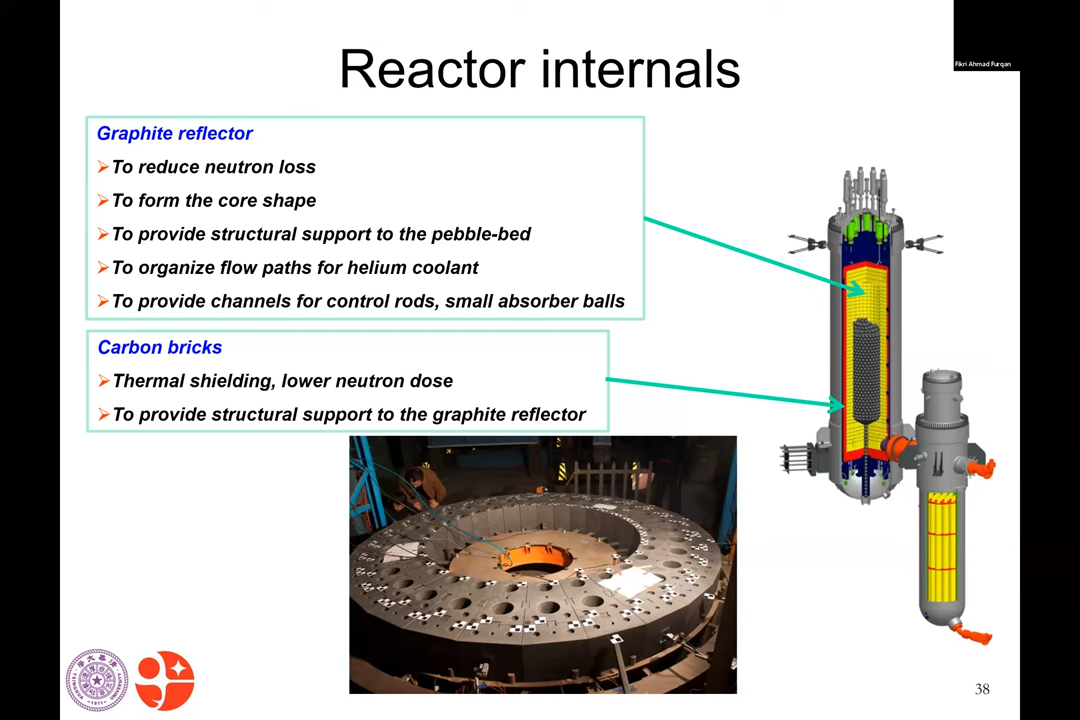 Reactor internals
Fikri Ahmad Furqan
Graphite reflector
➢To reduce neutron loss
➢To form the core shape
➢To provide structural support to the pebble-bed
➢To organize flow paths for helium coolant
➢To provide channels for control rods, small absorber balls
Carbon bricks
➢Thermal shielding, lower neutron dose
➢To provide structural support to the graphite reflector
38